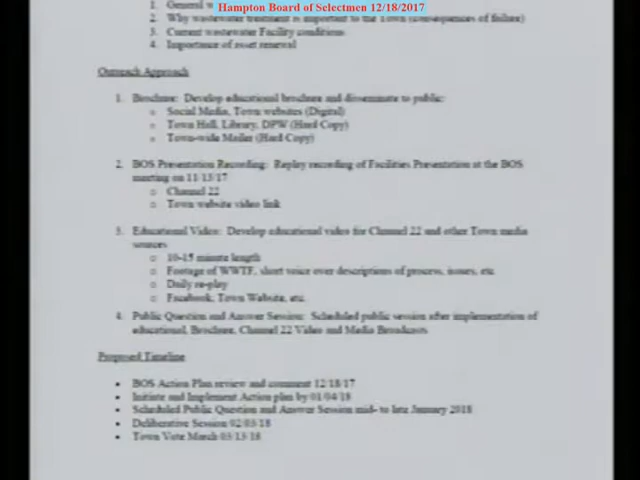 Hampton Board of Selectmen 12/18/2017
1. General
2. Why wastewater treatment is important to the Town (consequences of failure)
3. Current wastewater Facility conditions
4. Importance of asset renewal
Outreach Approach
1. Brochure: Develop educational brochure and disseminate to public:
o Social Media, Town websites (Digital)
o Town Hall, Library, DPW (Hard Copy)
o Town-wide Mailer (Hard Copy)
2. BOS Presentation Recording: Replay recording of Facilities Presentation at the BOS
meeting on 11/13/17
o Channel 22
o Town website video link
3. Educational Video: Develop educational video for Channel 22 and other Town media
sources
o 10-15 minute length
o Footage of WWTF, short voice over descriptions of process, issues, etc.
o Daily re-play
o Facebook, Town Website, etc.
4. Public Question and Answer Session: Scheduled public session after implementation of
educational, Brochure, Channel 22 Video and Media Broadcasts
Proposed Timeline
• BOS Action Plan review and comment 12/18/17
• Initiate and Implement Action plan by 01/04/18
• Scheduled Public Question and Answer Session mid- to late January 2018
• Deliberative Session 02/03/18
• Town Vote March 03/13/18